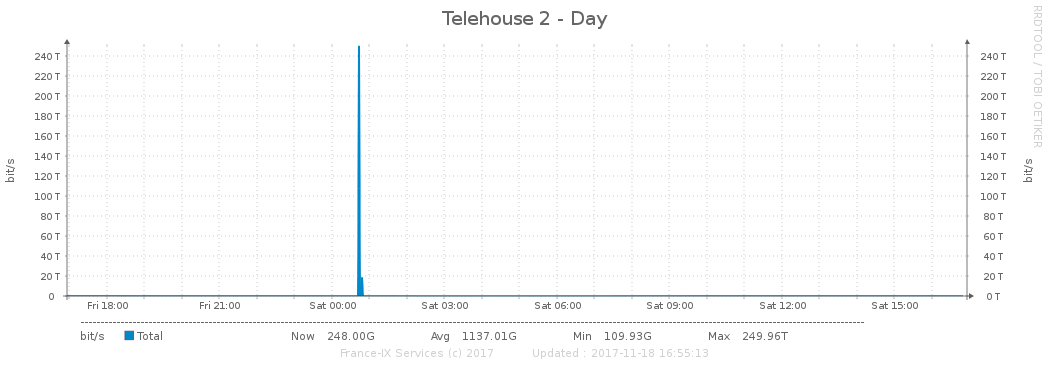 Telehouse 2 - Day
RRDTOOL / TOBI OETIKER
bit/s
240 T 240 T
220 T 220 T
200 T 200 T
180 T 180 T
160 T 160 T
140 T 140 T
120 T 120 T
100 T 100 T
80 T 80 T
60 T 60 T
40 T 40 T
20 T 20 T
0 0 T
bit/s
Fri 18:00 Fri 21:00 Sat 00:00 Sat 03:00 Sat 06:00 Sat 09:00 Sat 12:00 Sat 15:00
bit/s Total Now 248.00G Avg 1137.01G Min 109.93G Max 249.96T
France-IX Services (c) 2017 Updated : 2017-11-18 16:55:13